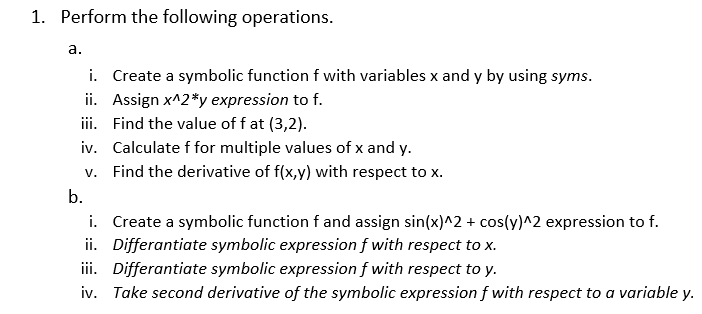 1. Perform the following operations.
a.
i. Create a symbolic function f with variables x and y by using syms.
ii. Assign x^2*y expression to f.
iii. Find the value of f at (3,2).
iv. Calculate f for multiple values of x and y.
v. Find the derivative of f(x,y) with respect to x.
b.
i. Create a symbolic function f and assign sin(x)^2 + cos(y)^2 expression to f.
ii. Differantiate symbolic expression f with respect to x.
iii. Differantiate symbolic expression f with respect to y.
iv. Take second derivative of the symbolic expression f with respect to a variable y.